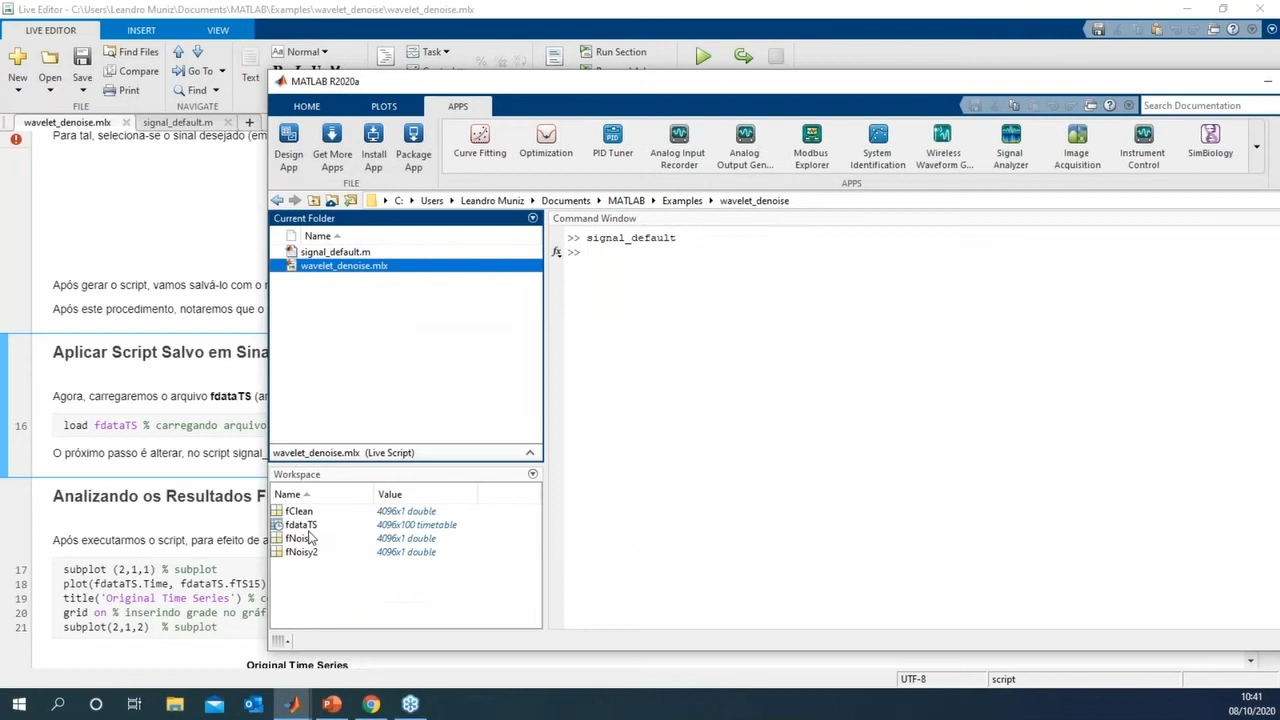 Live Editor - C:\Users\Leandro Muniz\Documents\MATLAB\Examples\wavelet_denoise\wavelet_denoise.mlx
LIVE EDITOR INSERT VIEW
New Open Save Find Files Compare Print
FILE
Go To Find
NAVIGATE
Text Normal Task Run Section
wavelet_denoise.mlx signal_default.m
Para tal, seleciona-se o sinal desejado (em
Após gerar o script, vamos salvá-lo com o
Após este procedimento, notaremos que o
Aplicar Script Salvo em Sina
Agora, carregaremos o arquivo fdataTS (a
16 load fdataTS % carregando arquivo
O próximo passo é alterar, no script signal_
Analizando os Resultados F
Após executarmos o script, para efeito de a
17 subplot (2,1,1) % subplot
18 plot(fdataTS.Time, fdataTS.fTS15)
19 title('Original Time Series') % c
20 grid on % inserindo grade no gráf
21 subplot(2,1,2) % subplot
Original Time Series
MATLAB R2020a
HOME PLOTS APPS
Search Documentation
Design App
Get More Apps
Install App
Package App
FILE
Curve Fitting
Optimization
PID Tuner
Analog Input Recorder
Analog Output Gen...
Modbus Explorer
System Identification
Wireless Waveform G...
Signal Analyzer
Image Acquisition
Instrument Control
SimBiology
APPS
C: Users Leandro Muniz Documents MATLAB Examples wavelet_denoise
Current Folder
Name
signal_default.m
wavelet_denoise.mlx
wavelet_denoise.mlx (Live Script)
Workspace
Name Value
fClean 4096x1 double
fdataTS 4096x100 timetable
fNois 4096x1 double
fNoisy2 4096x1 double
Command Window
>> signal_default
fx >>
UTF-8 script
10:41
08/10/2020